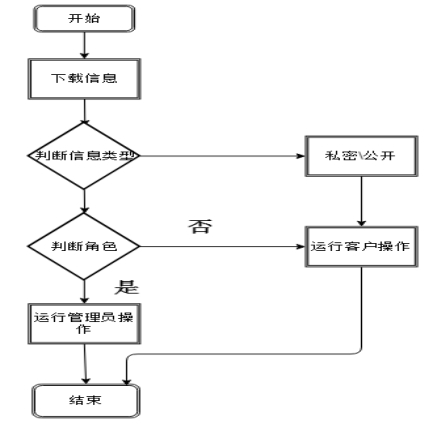 开始
下载信息
判断信息类型
私密\公开
否
判断角色
运行客户操作
是
运行管理员操
作
结束